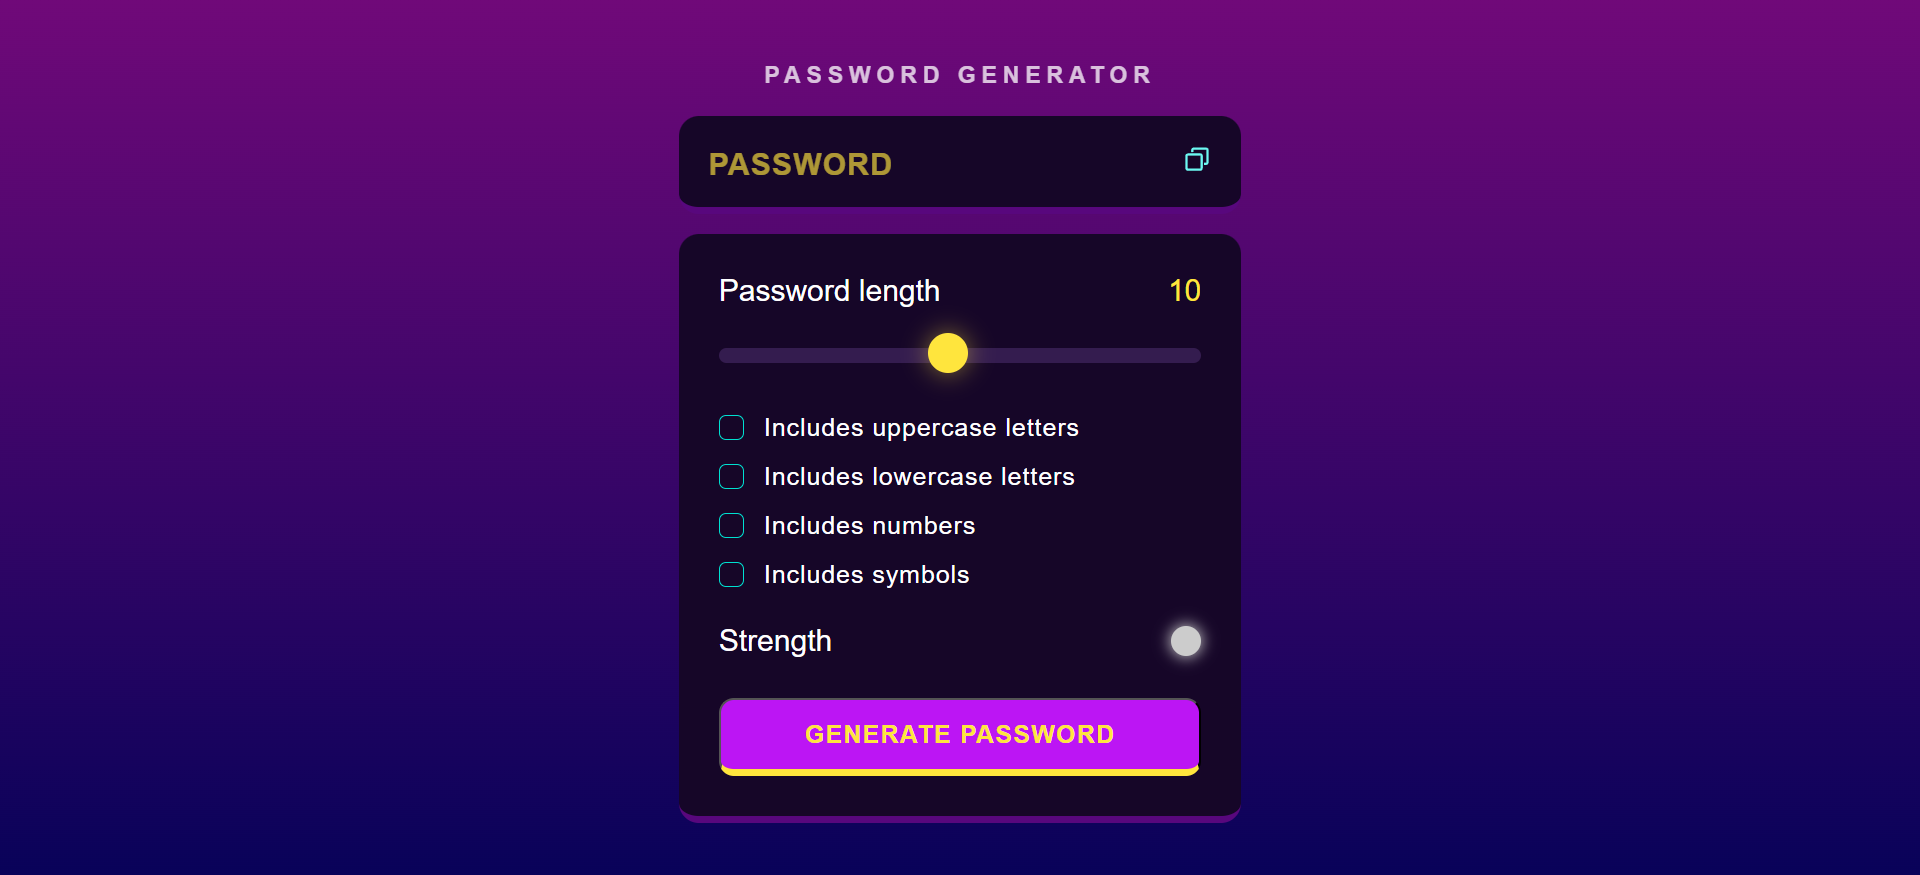 PASSWORD GENERATOR
PASSWORD
Password length 10
Includes uppercase letters
Includes lowercase letters
Includes numbers
Includes symbols
Strength
GENERATE PASSWORD